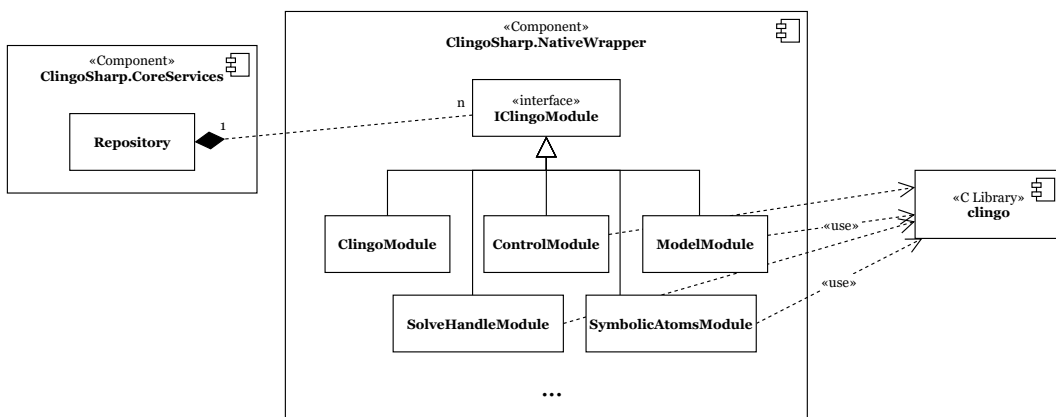 «Component»
ClingoSharp.CoreServices
Repository
1
n
«Component»
ClingoSharp.NativeWrapper
«interface»
IClingoModule
ClingoModule
ControlModule
ModelModule
SolveHandleModule
SymbolicAtomsModule
...
«use»
«use»
«C Library»
clingo